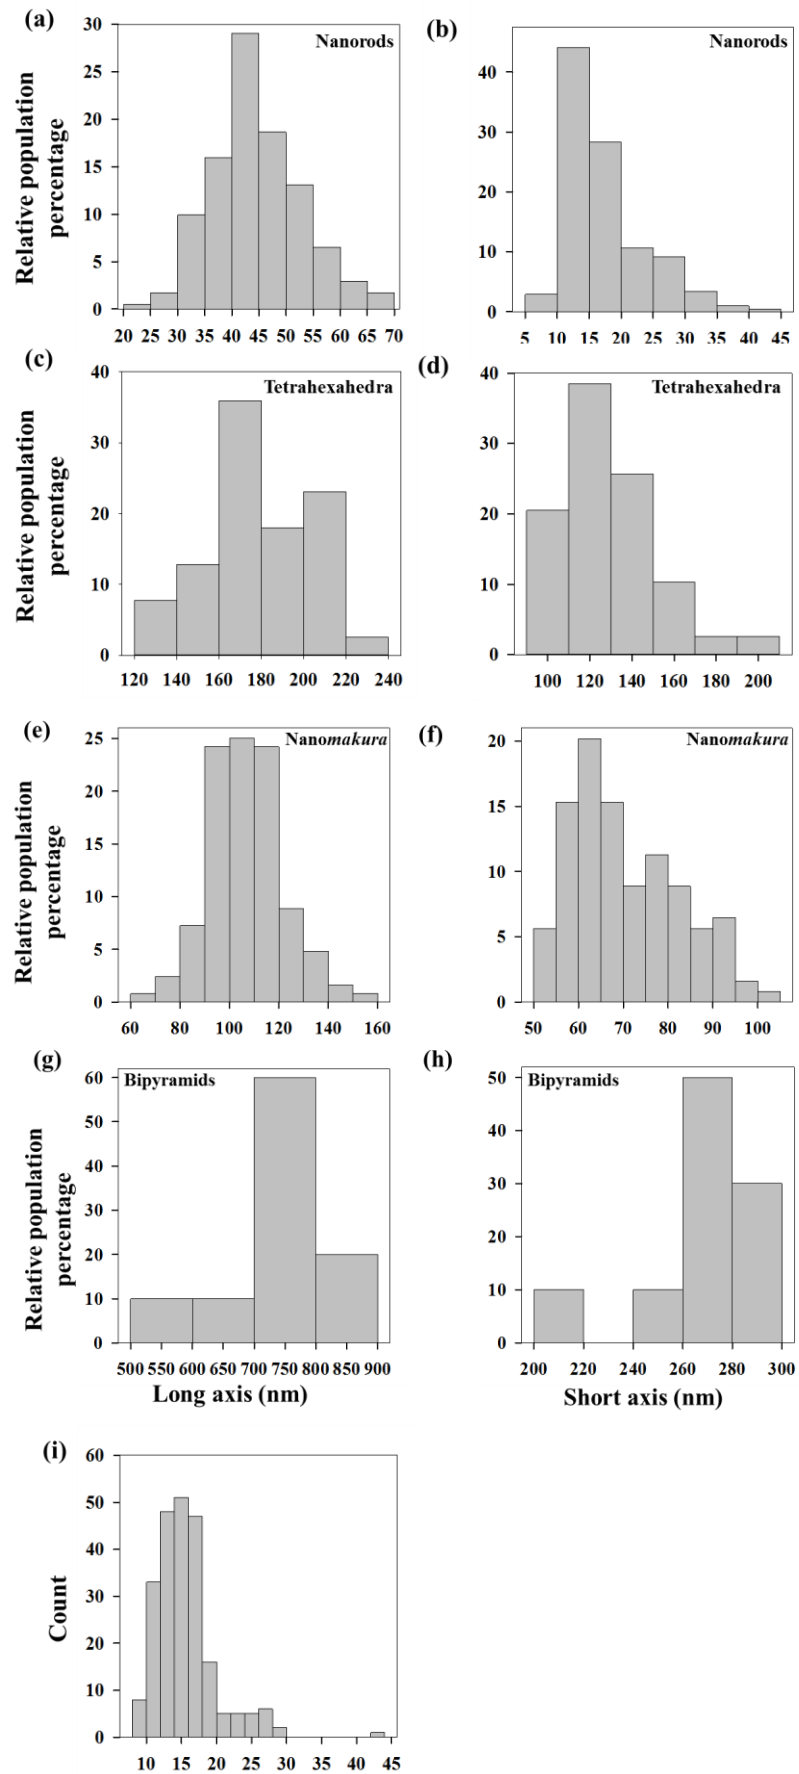 (a)
Nanorods
Relative population
percentage
30
25
20
15
10
5
0
20 25 30 35 40 45 50 55 60 65 70
(b)
Nanorods
40
30
20
10
0
5 10 15 20 25 30 35 40 45
(c)
Tetrahexahedra
Relative population
percentage
40
30
20
10
0
120 140 160 180 200 220 240
(d)
Tetrahexahedra
40
30
20
10
0
100 120 140 160 180 200
(e)
Nanomakura
Relative population
percentage
25
20
15
10
5
0
60 80 100 120 140 160
(f)
Nanomakura
20
15
10
5
0
50 60 70 80 90 100
(g)
Bipyramids
Relative population
percentage
60
50
40
30
20
10
0
500 550 600 650 700 750 800 850 900
Long axis (nm)
(h)
Bipyramids
50
40
30
20
10
0
200 220 240 260 280 300
Short axis (nm)
(i)
Count
60
50
40
30
20
10
0
10 15 20 25 30 35 40 45